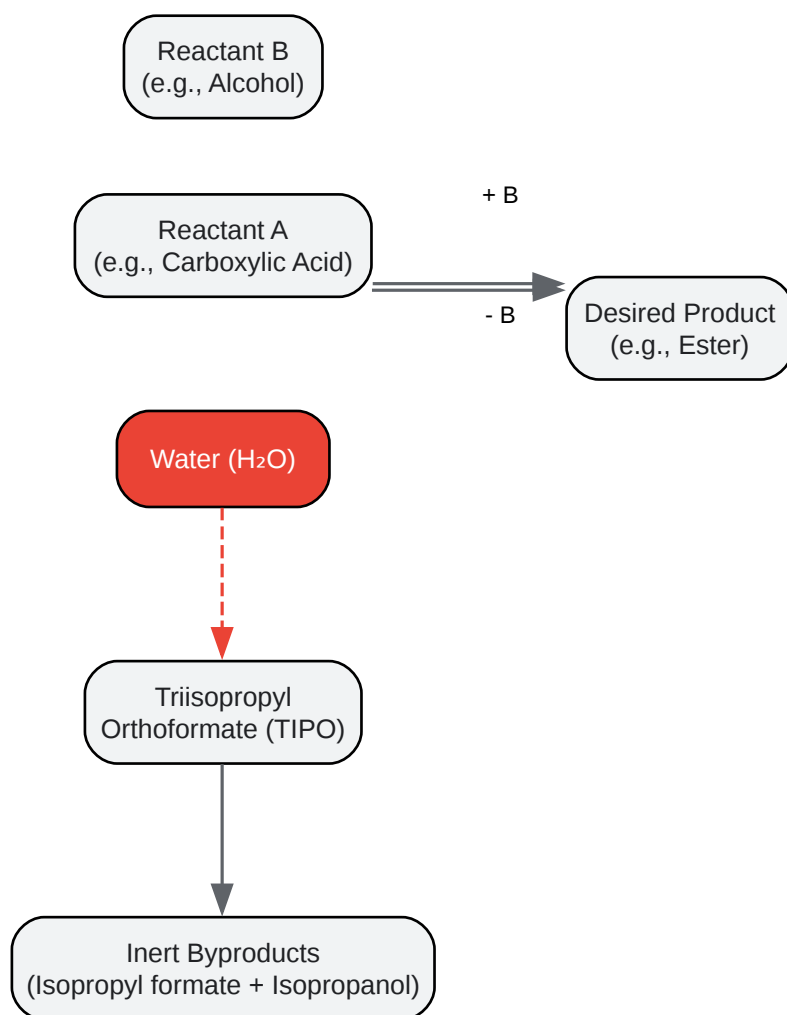 Reactant B
(e.g., Alcohol)
Reactant A
(e.g., Carboxylic Acid)
+ B
- B
Desired Product
(e.g., Ester)
Water (H₂O)
Triisopropyl
Orthoformate (TIPO)
Inert Byproducts
(Isopropyl formate + Isopropanol)